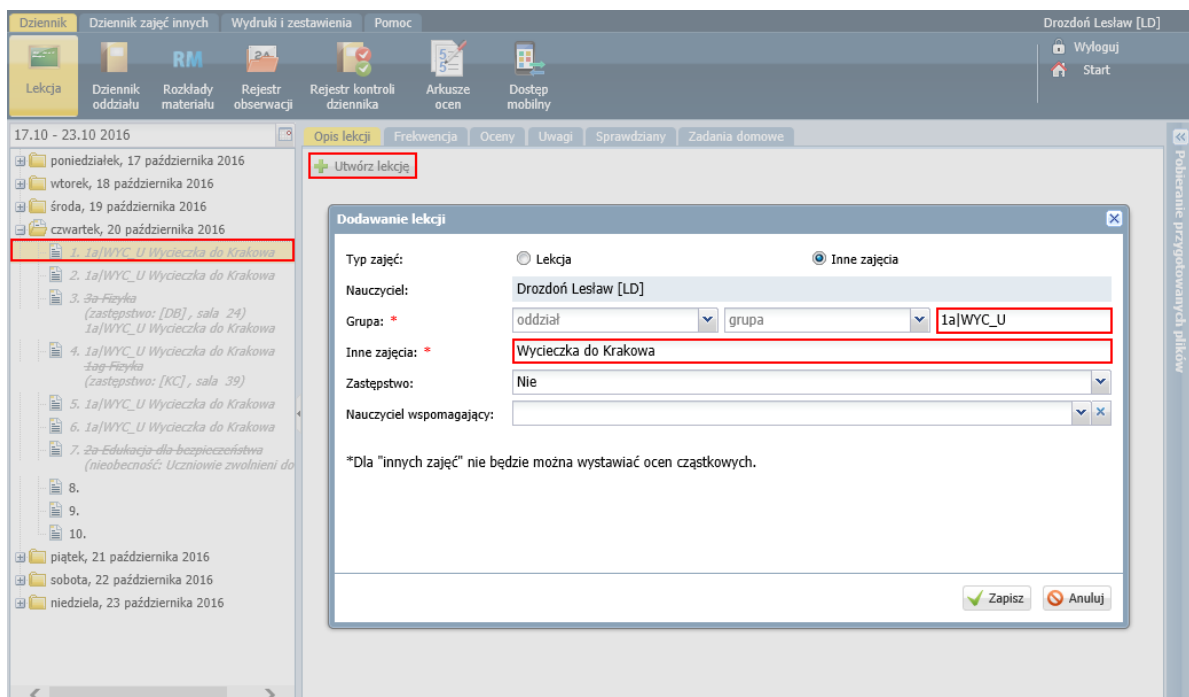 Dziennik Dziennik zajęć innych Wydruki i zestawienia Pomoc Drozdoń Lesław [LD]
Lekcja
Dziennik oddziału
RM Rozkłady materiału
Rejestr obserwacji
Rejestr kontroli dziennika
Arkusze ocen
Dostęp mobilny
Wyloguj
Start
17.10 - 23.10 2016
poniedziałek, 17 października 2016
wtorek, 18 października 2016
środa, 19 października 2016
czwartek, 20 października 2016
1. 1a|WYC_U Wycieczka do Krakowa
2. 1a|WYC_U Wycieczka do Krakowa
3. 3a Fizyka
(zastępstwo: [DB] , sala 24)
1a|WYC_U Wycieczka do Krakowa
4. 1a|WYC_U Wycieczka do Krakowa
1ag Fizyka
(zastępstwo: [KC] , sala 39)
5. 1a|WYC_U Wycieczka do Krakowa
6. 1a|WYC_U Wycieczka do Krakowa
7. 2a Edukacja dla bezpieczeństwa
(nieobecność: Uczniowie zwolnieni do
8.
9.
10.
piątek, 21 października 2016
sobota, 22 października 2016
niedziela, 23 października 2016
Opis lekcji Frekwencja Oceny Uwagi Sprawdziany Zadania domowe
Utwórz lekcję
Dodawanie lekcji
Typ zajęć: Lekcja Inne zajęcia
Nauczyciel: Drozdoń Lesław [LD]
Grupa: * oddział grupa 1a|WYC_U
Inne zajęcia: * Wycieczka do Krakowa
Zastępstwo: Nie
Nauczyciel wspomagający:
*Dla "innych zajęć" nie będzie można wystawiać ocen cząstkowych.
Zapisz Anuluj
Pobieranie przygotowanych plików